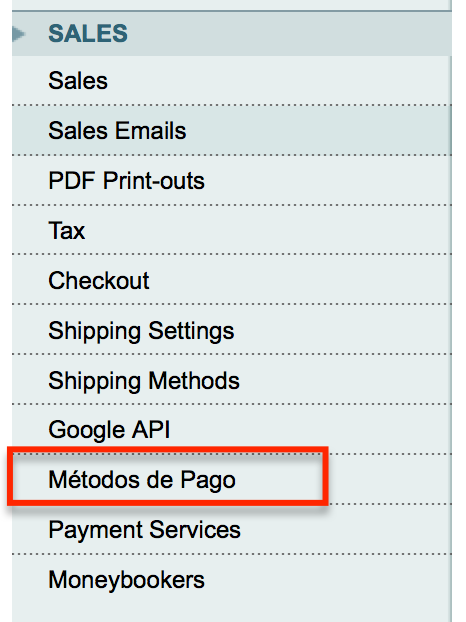 SALES
Sales
Sales Emails
PDF Print-outs
Tax
Checkout
Shipping Settings
Shipping Methods
Google API
Métodos de Pago
Payment Services
Moneybookers